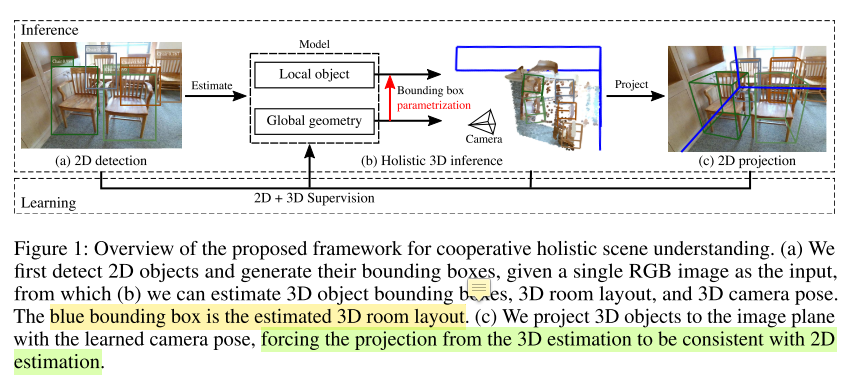 Inference
Model
Local object
Global geometry
Estimate
Bounding box
parametrization
Camera
Project
(a) 2D detection
(b) Holistic 3D inference
(c) 2D projection
Learning
2D + 3D Supervision
Figure 1: Overview of the proposed framework for cooperative holistic scene understanding. (a) We
first detect 2D objects and generate their bounding boxes, given a single RGB image as the input,
from which (b) we can estimate 3D object bounding boxes, 3D room layout, and 3D camera pose.
The blue bounding box is the estimated 3D room layout. (c) We project 3D objects to the image plane
with the learned camera pose, forcing the projection from the 3D estimation to be consistent with 2D
estimation.